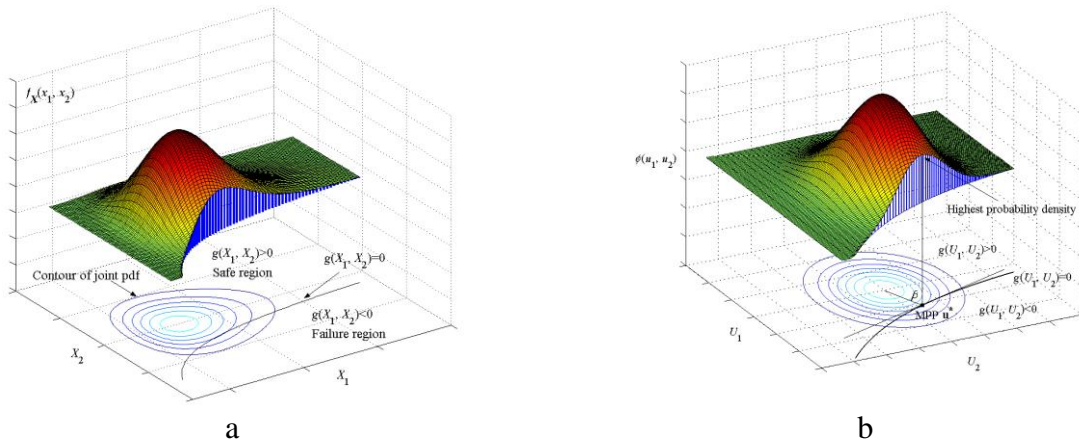 f_X(x_1, x_2)
g(X_1, X_2)>0
Safe region
g(X_1, X_2)=0
Contour of joint pdf
g(X_1, X_2)<0
Failure region
X_2
X_1
a
ϕ(u_1, u_2)
Highest probability density
g(U_1, U_2)>0
g(U_1, U_2)=0
β
MPP u*
g(U_1, U_2)<0
U_1
U_2
b